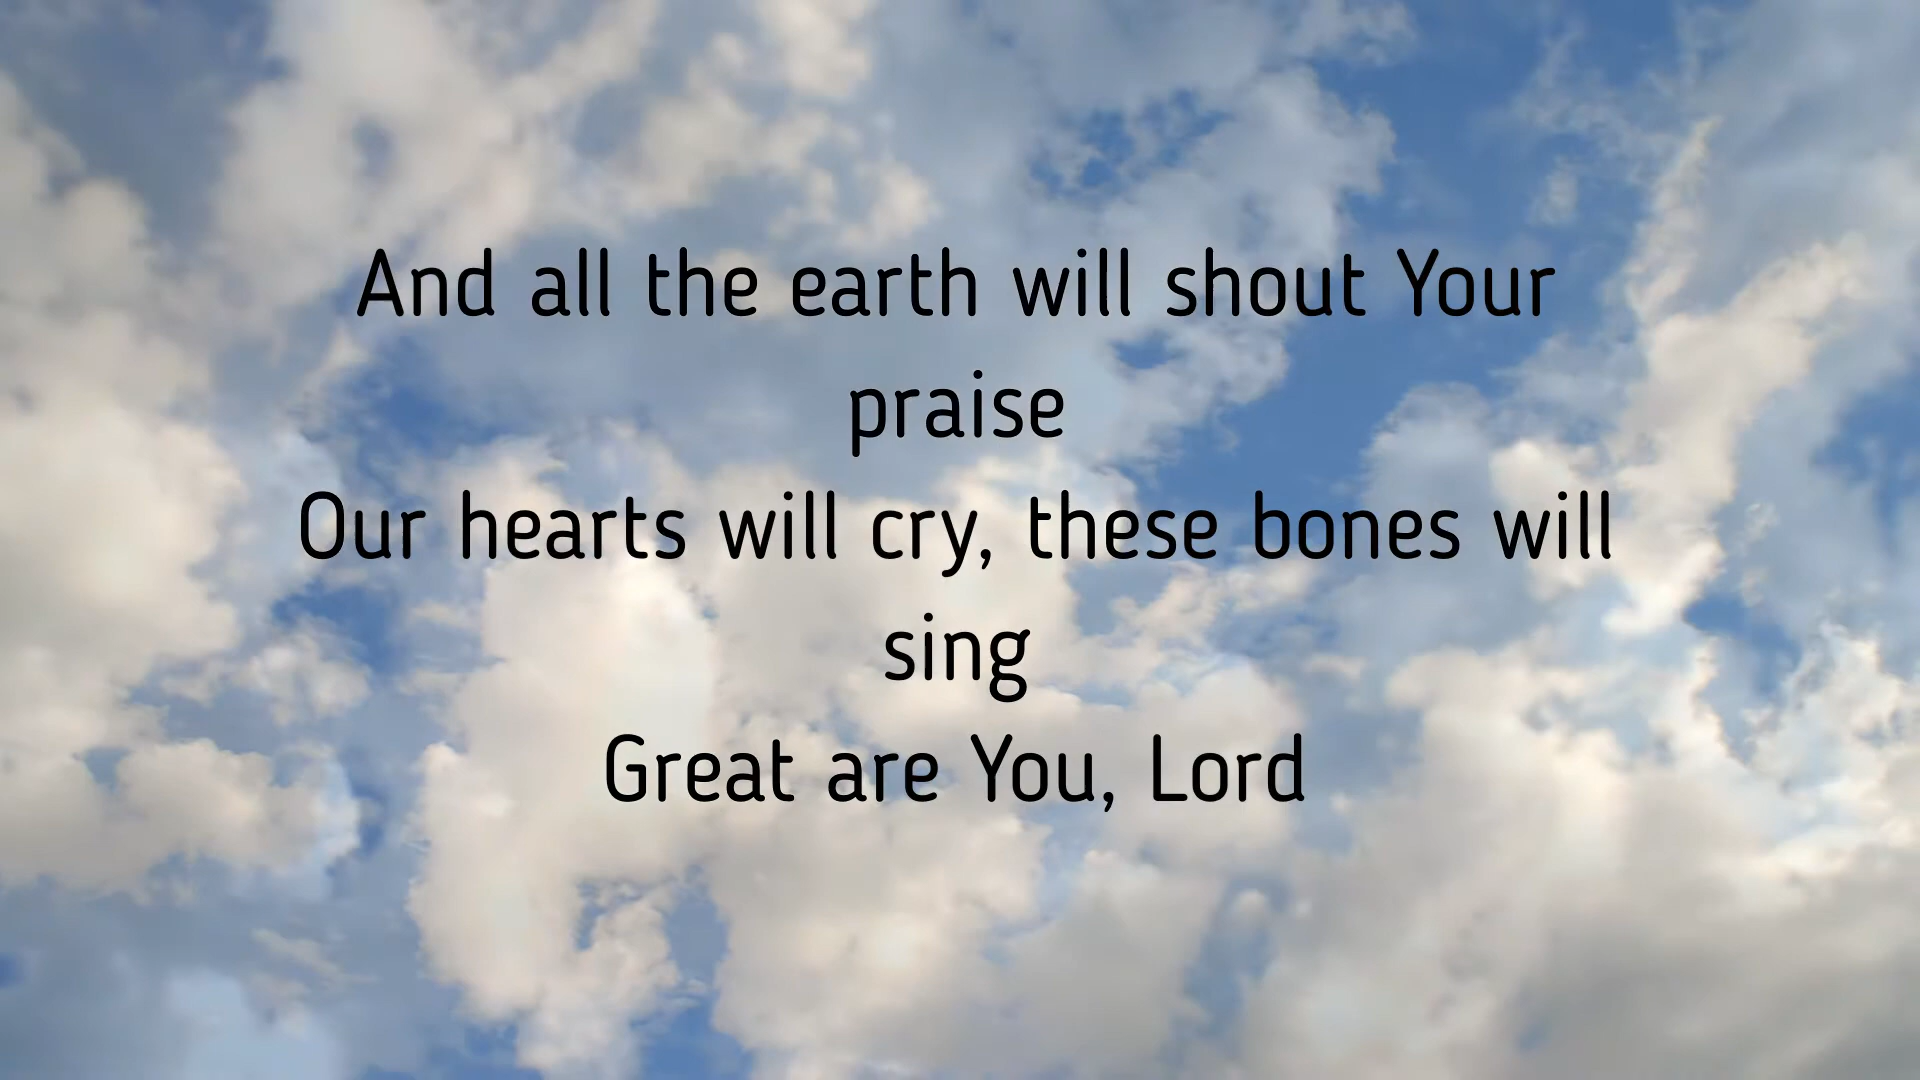 And all the earth will shout Your
praise
Our hearts will cry, these bones will
sing
Great are You, Lord